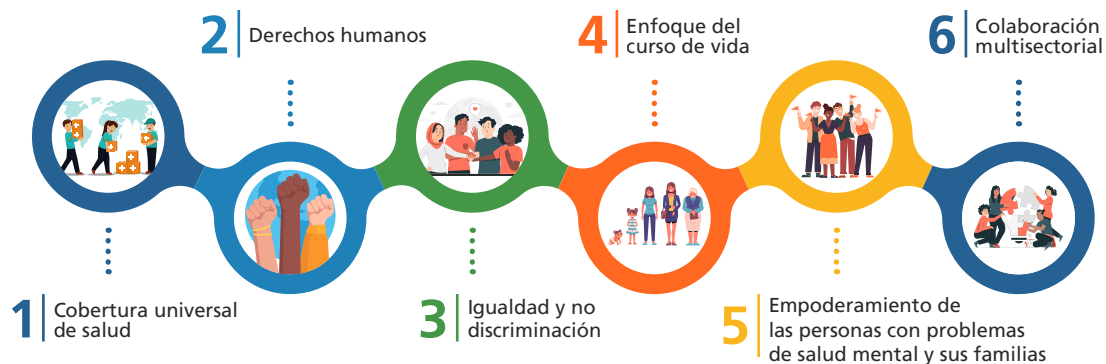 1
Cobertura universal
de salud
2
Derechos humanos
3
Igualdad y no
discriminación
4
Enfoque del
curso de vida
5
Empoderamiento de
las personas con problemas
de salud mental y sus familias
6
Colaboración
multisectorial